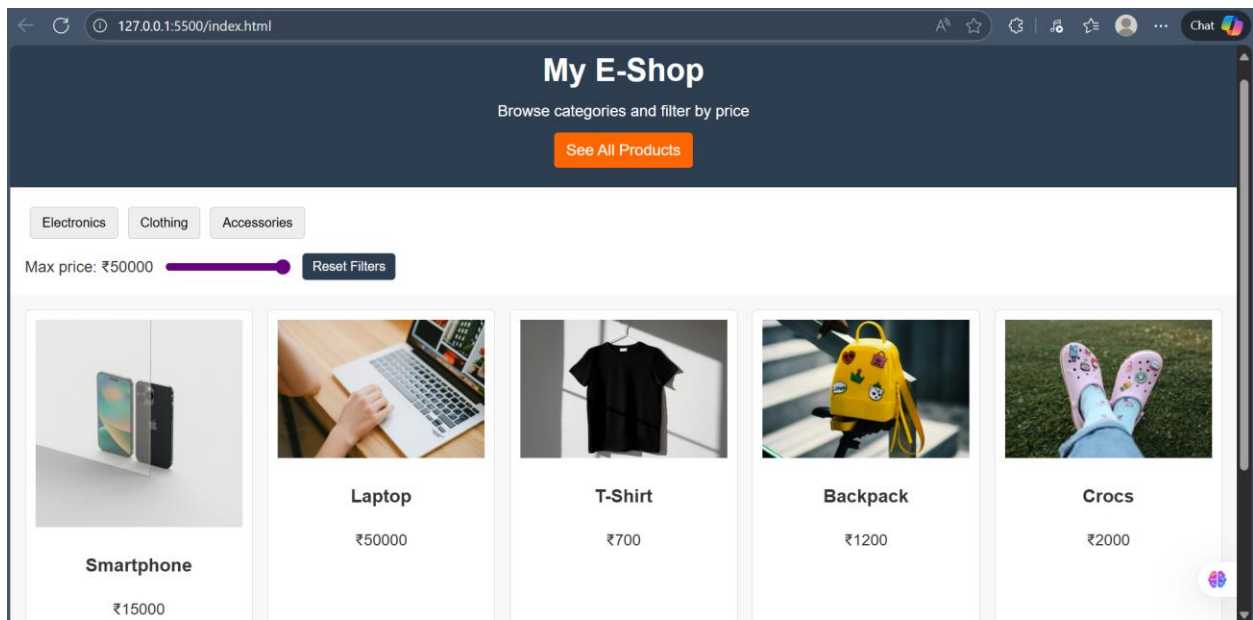 127.0.0.1:5500/index.html
Chat
My E-Shop
Browse categories and filter by price
See All Products
Electronics Clothing Accessories
Max price: ₹50000 Reset Filters
Laptop T-Shirt Backpack Crocs
₹50000 ₹700 ₹1200 ₹2000
Smartphone
₹15000